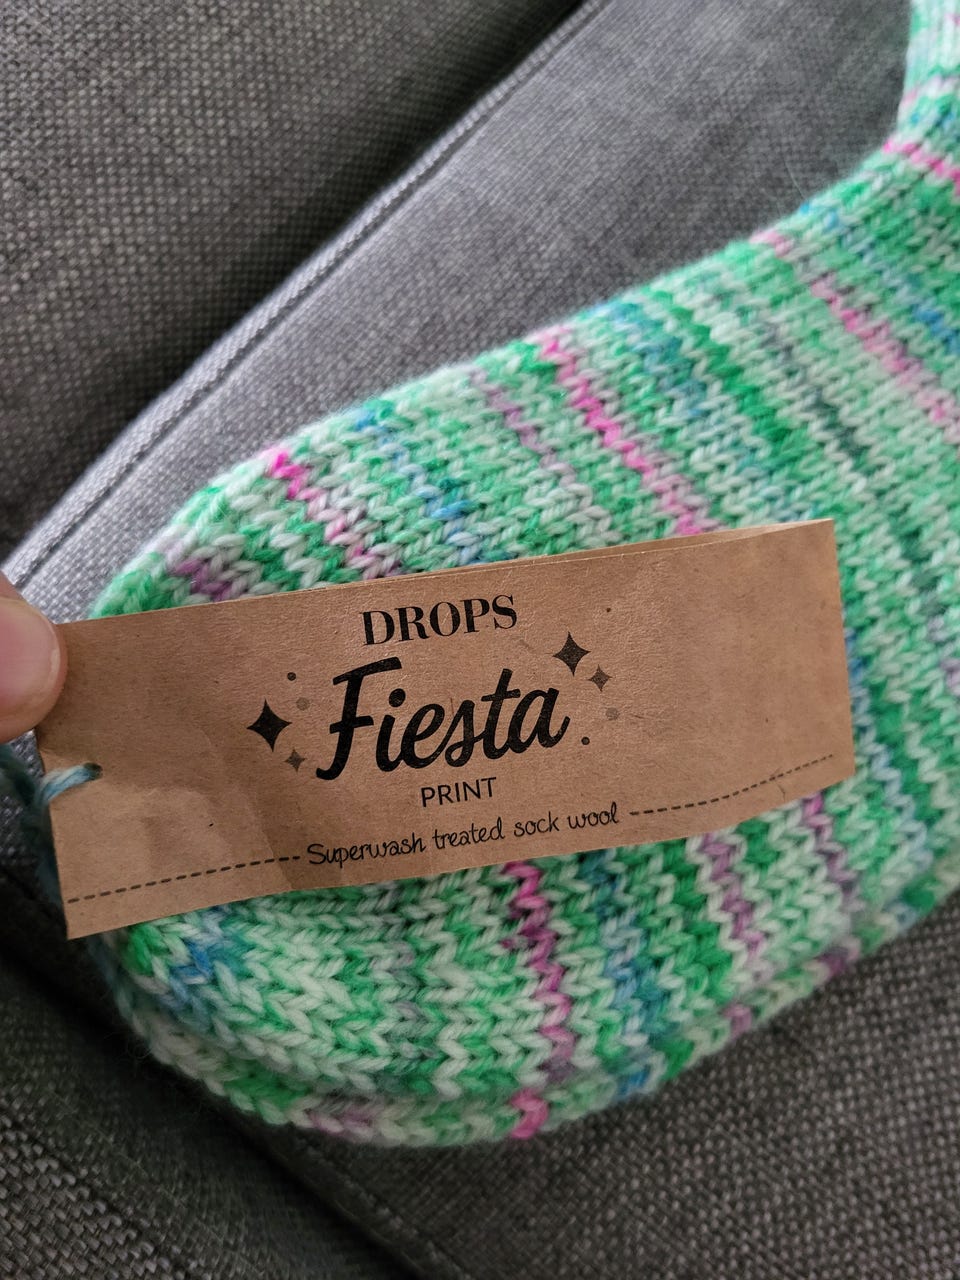 DROPS
Fiesta
PRINT
Superwash treated sock wool